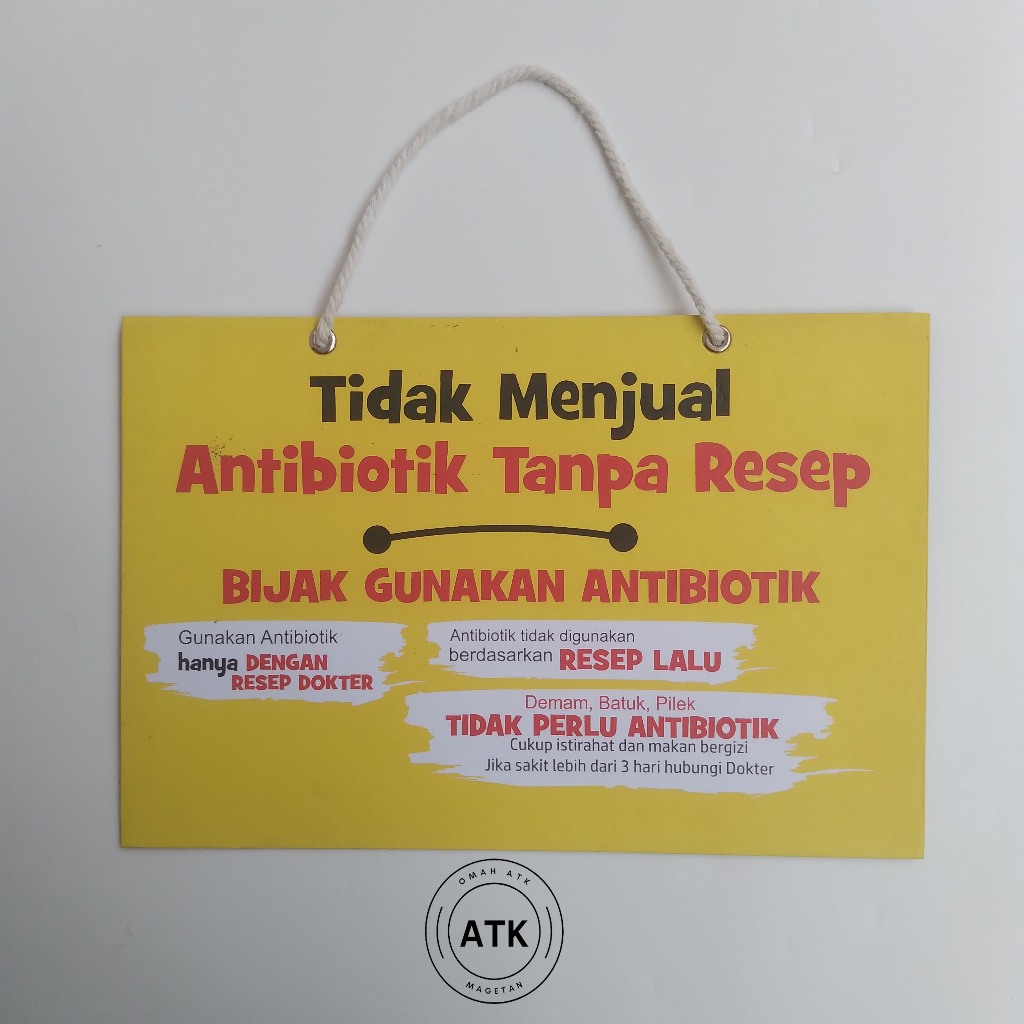 Tidak Menjual
Antibiotik Tanpa Resep
BIJAK GUNAKAN ANTIBIOTIK
Gunakan Antibiotik
hanya DENGAN
RESEP DOKTER
Antibiotik tidak digunakan
berdasarkan RESEP LALU
Demam, Batuk, Pilek
TIDAK PERLU ANTIBIOTIK
Cukup istirahat dan makan bergizi
Jika sakit lebih dari 3 hari hubungi Dokter
OMAH ATK
ATK
MAGETAN